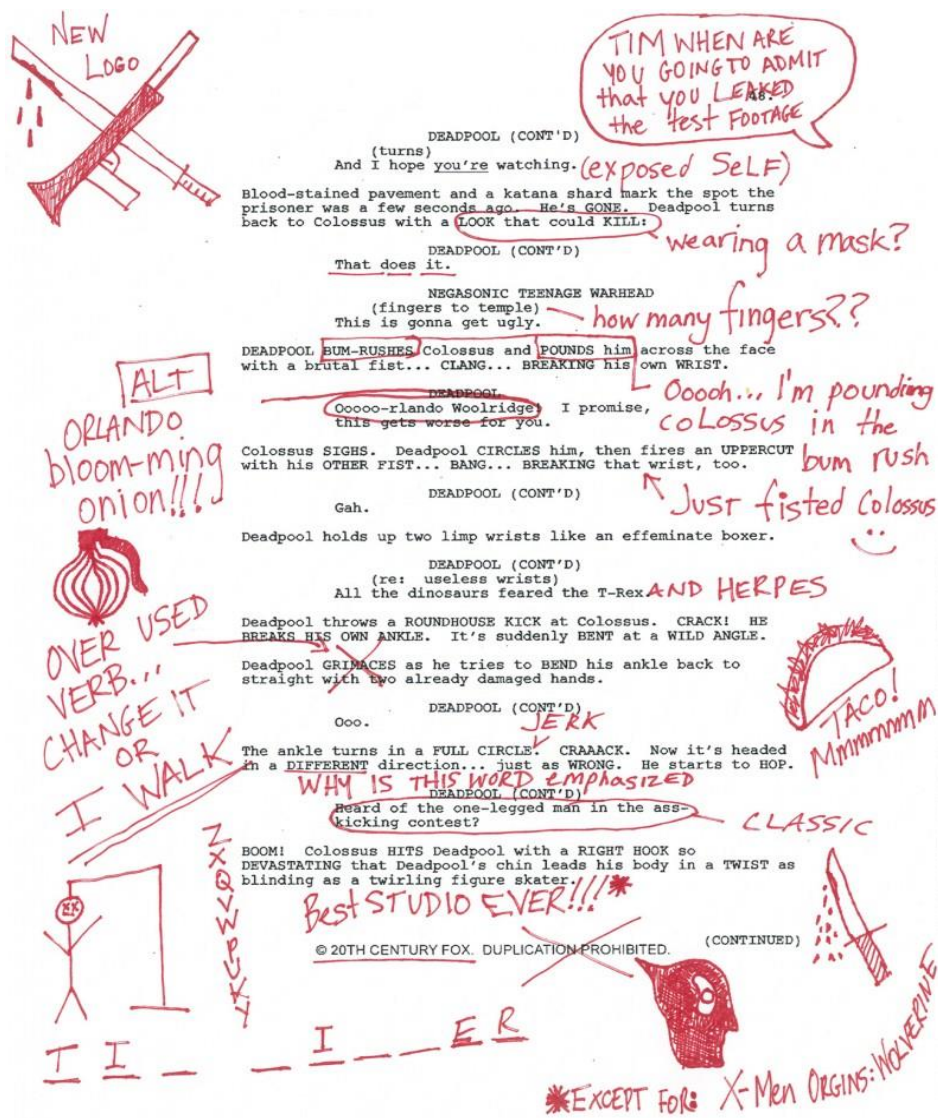 NEW
LOGO
TIM WHEN ARE
YOU GOING TO ADMIT
that you LEAKED
48.
the test FOOTAGE
DEADPOOL (CONT'D)
(turns)
And I hope you're watching. (exposed SeLF)
Blood-stained pavement and a katana shard mark the spot the
prisoner was a few seconds ago. He's GONE. Deadpool turns
back to Colossus with a LOOK that could KILL:
wearing a mask?
DEADPOOL (CONT'D)
That does it.
NEGASONIC TEENAGE WARHEAD
(fingers to temple)
how many fingers??
This is gonna get ugly.
DEADPOOL BUM-RUSHES Colossus and POUNDS him across the face
with a brutal fist... CLANG... BREAKING his own WRIST.
ALT
ORLANDO
bloom-ming
onion!!!
DEADPOOL
Ooooo-rlando Woolridge! I promise,
this gets worse for you.
Ooooh... I'm pounding
COLOSSUS in the
bum rush
Colossus SIGHS. Deadpool CIRCLES him, then fires an UPPERCUT
with his OTHER FIST... BANG... BREAKING that wrist, too.
Just fisted Colossus
DEADPOOL (CONT'D)
Gah.
Deadpool holds up two limp wrists like an effeminate boxer.
DEADPOOL (CONT'D)
(re: useless wrists)
All the dinosaurs feared the T-Rex. AND HERPES
OVER USED
VERB...
CHANGE IT
OR
I WALK
Deadpool throws a ROUNDHOUSE KICK at Colossus. CRACK! HE
BREAKS HIS OWN ANKLE. It's suddenly BENT at a WILD ANGLE.
Deadpool GRIMACES as he tries to BEND his ankle back to
straight with two already damaged hands.
TACO!
Mmmmmmm
DEADPOOL (CONT'D)
Ooo.
JERK
The ankle turns in a FULL CIRCLE. CRAAACK. Now it's headed
in a DIFFERENT direction... just as WRONG. He starts to HOP.
WHY IS THIS WORD emphasized
DEADPOOL (CONT'D)
Heard of the one-legged man in the ass-
kicking contest?
CLASSIC
BOOM! Colossus HITS Deadpool with a RIGHT HOOK so
DEVASTATING that Deadpool's chin leads his body in a TWIST as
blinding as a twirling figure skater.
Best STUDIO EVER!!!*
(CONTINUED)
© 20TH CENTURY FOX. DUPLICATION PROHIBITED.
T I _ _ _ I _ _ _ E R
*EXCEPT FOR: X-Men ORGINS: WOLVERINE